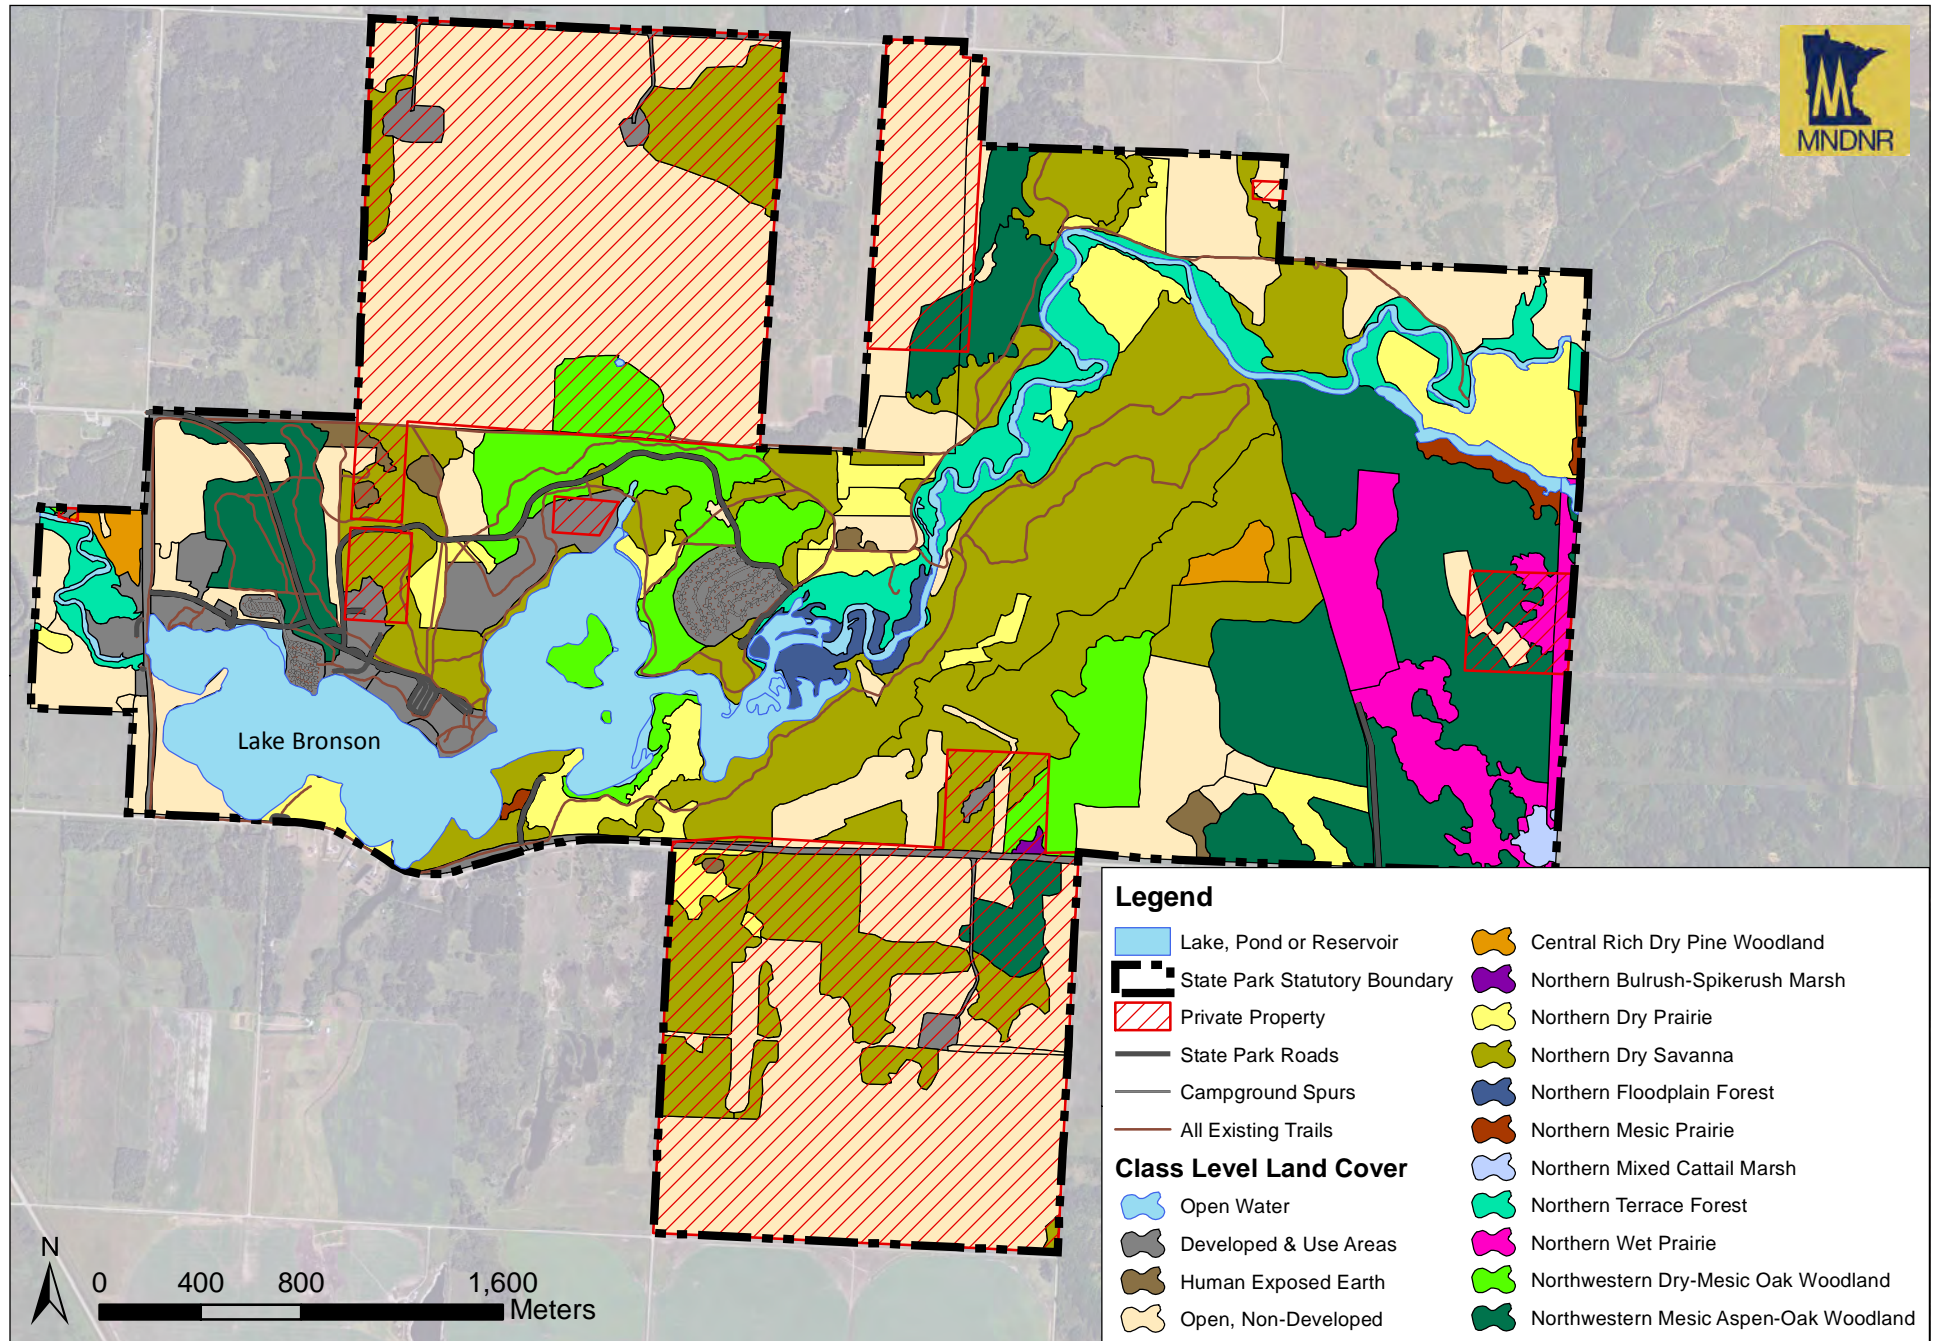 MNDNR
Lake Bronson
N
0 400 800 1,600
Meters
Legend
Lake, Pond or Reservoir
State Park Statutory Boundary
Private Property
State Park Roads
Campground Spurs
All Existing Trails
Class Level Land Cover
Open Water
Developed & Use Areas
Human Exposed Earth
Open, Non-Developed
Central Rich Dry Pine Woodland
Northern Bulrush-Spikerush Marsh
Northern Dry Prairie
Northern Dry Savanna
Northern Floodplain Forest
Northern Mesic Prairie
Northern Mixed Cattail Marsh
Northern Terrace Forest
Northern Wet Prairie
Northwestern Dry-Mesic Oak Woodland
Northwestern Mesic Aspen-Oak Woodland